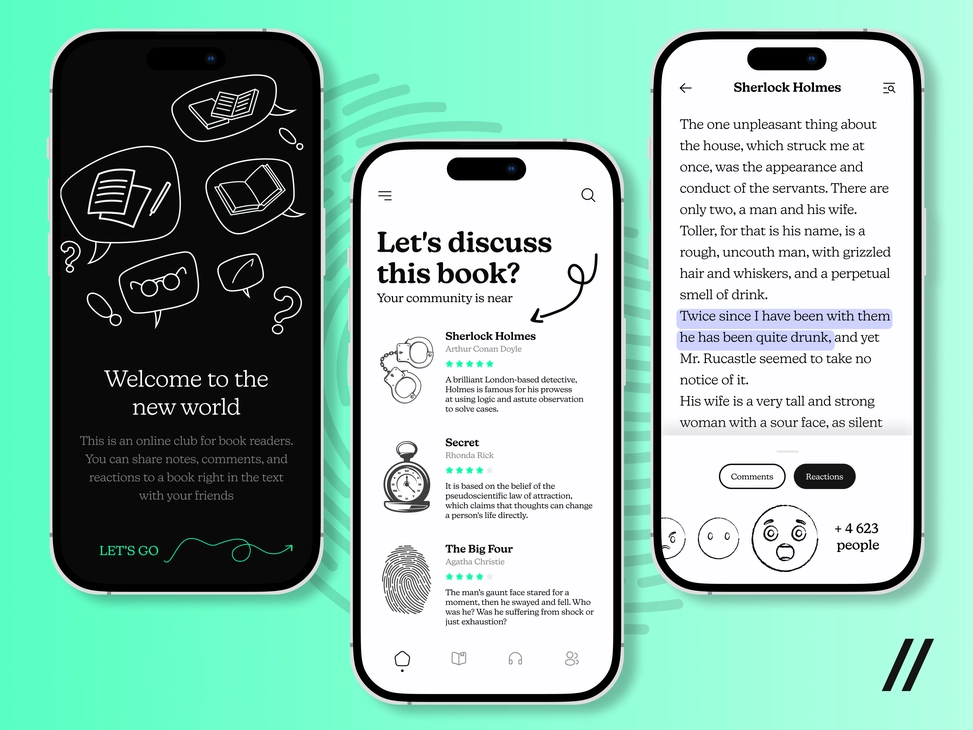 Welcome to the
new world
This is an online club for book readers.
You can share notes, comments, and
reactions to a book right in the text
with your friends
LET'S GO
Let's discuss
this book?
Your community is near
Sherlock Holmes
Arthur Conan Doyle
A brilliant London-based detective,
Holmes is famous for his prowess
at using logic and astute observation
to solve cases.
Secret
Rhonda Rick
It is based on the belief of the
pseudoscientific law of attraction,
which claims that thoughts can change
a person's life directly.
The Big Four
Agatha Christie
The man's gaunt face stared for a
moment, then he swayed and fell. Who
was he? Was he suffering from shock or
just exhaustion?
Sherlock Holmes
The one unpleasant thing about
the house, which struck me at
once, was the appearance and
conduct of the servants. There are
only two, a man and his wife.
Toller, for that is his name, is a
rough, uncouth man, with grizzled
hair and whiskers, and a perpetual
smell of drink.
Twice since I have been with them
he has been quite drunk, and yet
Mr. Rucastle seemed to take no
notice of it.
His wife is a very tall and strong
woman with a sour face, as silent
Comments
Reactions
+ 4 623
people